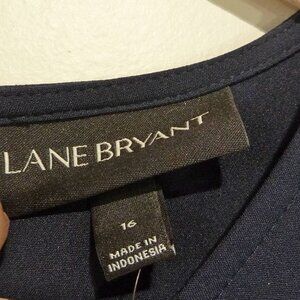 LANE BRYANT
16
MADE IN
INDONESIA